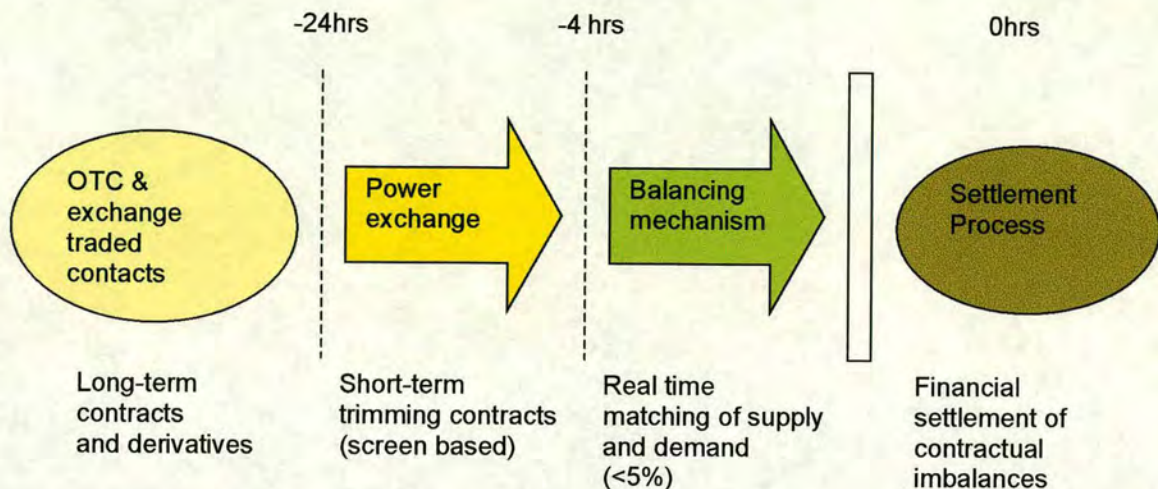 -24hrs
-4 hrs
0hrs
OTC &
exchange
traded
contacts
Power
exchange
Balancing
mechanism
Settlement
Process
Long-term
contracts
and derivatives
Short-term
trimming contracts
(screen based)
Real time
matching of supply
and demand
(<5%)
Financial
settlement of
contractual
imbalances